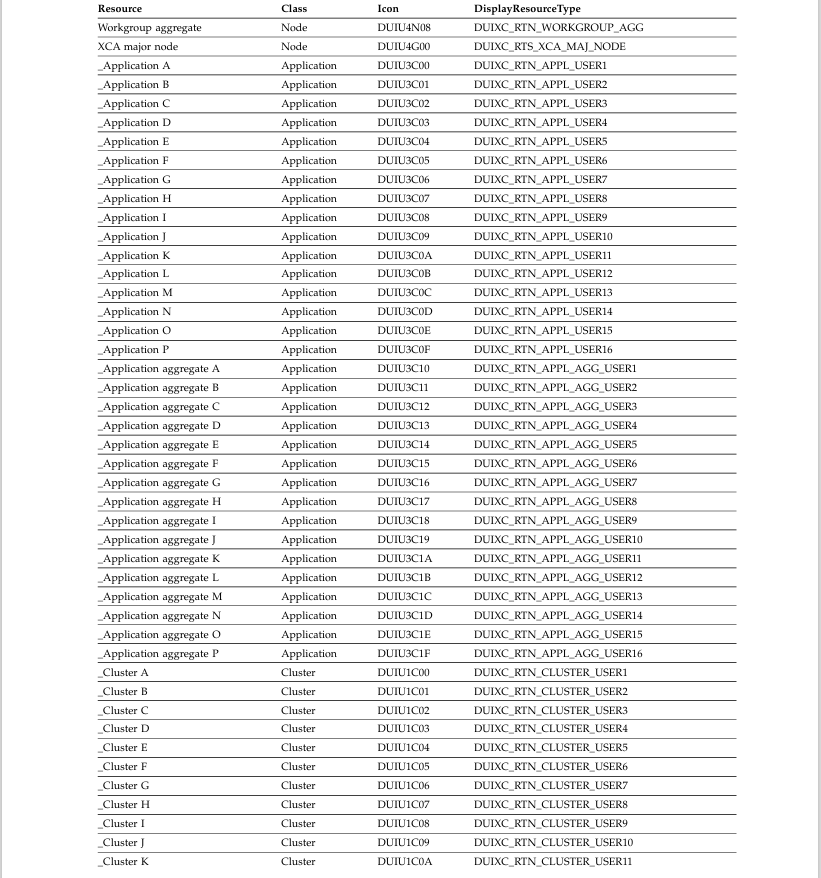 Resource Class Icon DisplayResourceType
Workgroup aggregate Node DUIU4N08 DUIXC_RTN_WORKGROUP_AGG
XCA major node Node DUIU4G00 DUIXC_RTS_XCA_MAJ_NODE
_Application A Application DUIU3C00 DUIXC_RTN_APPL_USER1
_Application B Application DUIU3C01 DUIXC_RTN_APPL_USER2
_Application C Application DUIU3C02 DUIXC_RTN_APPL_USER3
_Application D Application DUIU3C03 DUIXC_RTN_APPL_USER4
_Application E Application DUIU3C04 DUIXC_RTN_APPL_USER5
_Application F Application DUIU3C05 DUIXC_RTN_APPL_USER6
_Application G Application DUIU3C06 DUIXC_RTN_APPL_USER7
_Application H Application DUIU3C07 DUIXC_RTN_APPL_USER8
_Application I Application DUIU3C08 DUIXC_RTN_APPL_USER9
_Application J Application DUIU3C09 DUIXC_RTN_APPL_USER10
_Application K Application DUIU3C0A DUIXC_RTN_APPL_USER11
_Application L Application DUIU3C0B DUIXC_RTN_APPL_USER12
_Application M Application DUIU3C0C DUIXC_RTN_APPL_USER13
_Application N Application DUIU3C0D DUIXC_RTN_APPL_USER14
_Application O Application DUIU3C0E DUIXC_RTN_APPL_USER15
_Application P Application DUIU3C0F DUIXC_RTN_APPL_USER16
_Application aggregate A Application DUIU3C10 DUIXC_RTN_APPL_AGG_USER1
_Application aggregate B Application DUIU3C11 DUIXC_RTN_APPL_AGG_USER2
_Application aggregate C Application DUIU3C12 DUIXC_RTN_APPL_AGG_USER3
_Application aggregate D Application DUIU3C13 DUIXC_RTN_APPL_AGG_USER4
_Application aggregate E Application DUIU3C14 DUIXC_RTN_APPL_AGG_USER5
_Application aggregate F Application DUIU3C15 DUIXC_RTN_APPL_AGG_USER6
_Application aggregate G Application DUIU3C16 DUIXC_RTN_APPL_AGG_USER7
_Application aggregate H Application DUIU3C17 DUIXC_RTN_APPL_AGG_USER8
_Application aggregate I Application DUIU3C18 DUIXC_RTN_APPL_AGG_USER9
_Application aggregate J Application DUIU3C19 DUIXC_RTN_APPL_AGG_USER10
_Application aggregate K Application DUIU3C1A DUIXC_RTN_APPL_AGG_USER11
_Application aggregate L Application DUIU3C1B DUIXC_RTN_APPL_AGG_USER12
_Application aggregate M Application DUIU3C1C DUIXC_RTN_APPL_AGG_USER13
_Application aggregate N Application DUIU3C1D DUIXC_RTN_APPL_AGG_USER14
_Application aggregate O Application DUIU3C1E DUIXC_RTN_APPL_AGG_USER15
_Application aggregate P Application DUIU3C1F DUIXC_RTN_APPL_AGG_USER16
_Cluster A Cluster DUIU1C00 DUIXC_RTN_CLUSTER_USER1
_Cluster B Cluster DUIU1C01 DUIXC_RTN_CLUSTER_USER2
_Cluster C Cluster DUIU1C02 DUIXC_RTN_CLUSTER_USER3
_Cluster D Cluster DUIU1C03 DUIXC_RTN_CLUSTER_USER4
_Cluster E Cluster DUIU1C04 DUIXC_RTN_CLUSTER_USER5
_Cluster F Cluster DUIU1C05 DUIXC_RTN_CLUSTER_USER6
_Cluster G Cluster DUIU1C06 DUIXC_RTN_CLUSTER_USER7
_Cluster H Cluster DUIU1C07 DUIXC_RTN_CLUSTER_USER8
_Cluster I Cluster DUIU1C08 DUIXC_RTN_CLUSTER_USER9
_Cluster J Cluster DUIU1C09 DUIXC_RTN_CLUSTER_USER10
_Cluster K Cluster DUIU1C0A DUIXC_RTN_CLUSTER_USER11